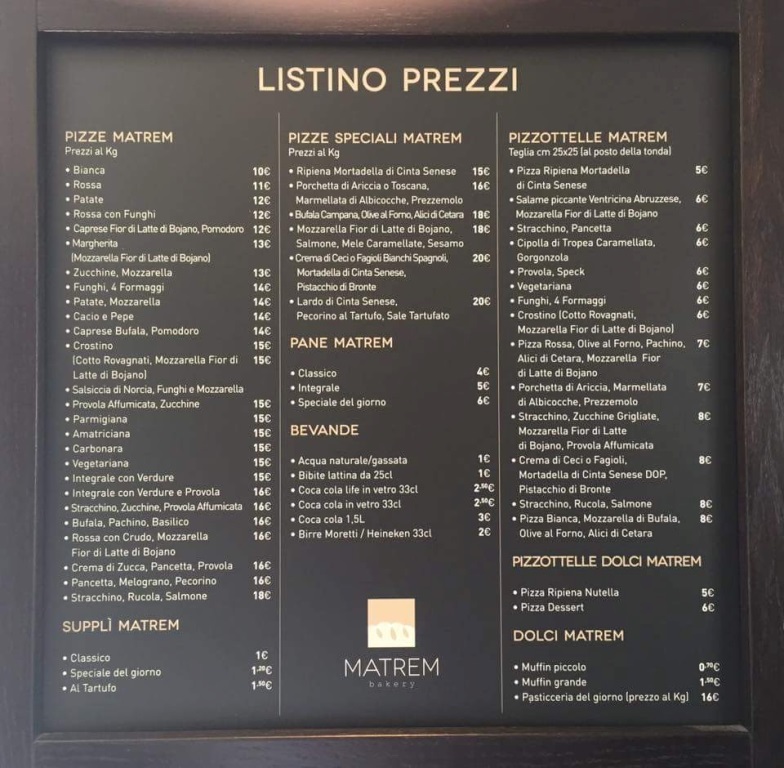 LISTINO PREZZI
PIZZE MATREM
Prezzi al Kg
• Bianca 10€
• Rossa 11€
• Patate 12€
• Rossa con Funghi 12€
• Caprese Fior di Latte di Bojano, Pomodoro 12€
• Margherita 13€
(Mozzarella Fior di Latte di Bojano)
• Zucchine, Mozzarella 13€
• Funghi, 4 Formaggi 14€
• Patate, Mozzarella 14€
• Cacio e Pepe 14€
• Caprese Bufala, Pomodoro 14€
• Crostino 15€
(Cotto Rovagnati, Mozzarella Fior di 15€
Latte di Bojano)
• Salsiccia di Norcia, Funghi e Mozzarella
• Provola Affumicata, Zucchine 15€
• Parmigiana 15€
• Amatriciana 15€
• Carbonara 15€
• Vegetariana 15€
• Integrale con Verdure 15€
• Integrale con Verdure e Provola 16€
• Stracchino, Zucchine, Provola Affumicata 16€
• Bufala, Pachino, Basilico 16€
• Rossa con Crudo, Mozzarella 16€
Fior di Latte di Bojano
• Crema di Zucca, Pancetta, Provola 16€
• Pancetta, Melograno, Pecorino 16€
• Stracchino, Rucola, Salmone 18€
SUPPLÌ MATREM
• Classico 1€
• Speciale del giorno 1,20€
• Al Tartufo 1,50€
PIZZE SPECIALI MATREM
Prezzi al Kg
• Ripiena Mortadella di Cinta Senese 15€
• Porchetta di Ariccia o Toscana, 16€
Marmellata di Albicocche, Prezzemolo
• Bufala Campana, Olive al Forno, Alici di Cetara 18€
• Mozzarella Fior di Latte di Bojano, 18€
Salmone, Mele Caramellate, Sesamo
• Crema di Ceci o Fagioli Bianchi Spagnoli, 20€
Mortadella di Cinta Senese,
Pistacchio di Bronte
• Lardo di Cinta Senese, 20€
Pecorino al Tartufo, Sale Tartufato
PANE MATREM
• Classico 4€
• Integrale 5€
• Speciale del giorno 6€
BEVANDE
• Acqua naturale/gassata 1€
• Bibite lattina da 25cl 1€
• Coca cola life in vetro 33cl 2,50€
• Coca cola in vetro 33cl 2,50€
• Coca cola 1,5L 3€
• Birre Moretti / Heineken 33cl 2€
MATREM
bakery
PIZZOTTELLE MATREM
Teglia cm 25x25 (al posto della tonda)
• Pizza Ripiena Mortadella 5€
di Cinta Senese
• Salame piccante Ventricina Abruzzese, 6€
Mozzarella Fior di Latte di Bojano
• Stracchino, Pancetta 6€
• Cipolla di Tropea Caramellata, 6€
Gorgonzola
• Provola, Speck 6€
• Vegetariana 6€
• Funghi, 4 Formaggi 6€
• Crostino (Cotto Rovagnati, 6€
Mozzarella Fior di Latte di Bojano)
• Pizza Rossa, Olive al Forno, Pachino, 7€
Alici di Cetara, Mozzarella Fior
di Latte di Bojano
• Porchetta di Ariccia, Marmellata 7€
di Albicocche, Prezzemolo
• Stracchino, Zucchine Grigliate, 8€
Mozzarella Fior di Latte
di Bojano, Provola Affumicata
• Crema di Ceci o Fagioli, 8€
Mortadella di Cinta Senese DOP,
Pistacchio di Bronte
• Stracchino, Rucola, Salmone 8€
• Pizza Bianca, Mozzarella di Bufala, 8€
Olive al Forno, Alici di Cetara
PIZZOTTELLE DOLCI MATREM
• Pizza Ripiena Nutella 5€
• Pizza Dessert 6€
DOLCI MATREM
• Muffin piccolo 0,70€
• Muffin grande 1,50€
• Pasticceria del giorno (prezzo al Kg) 16€